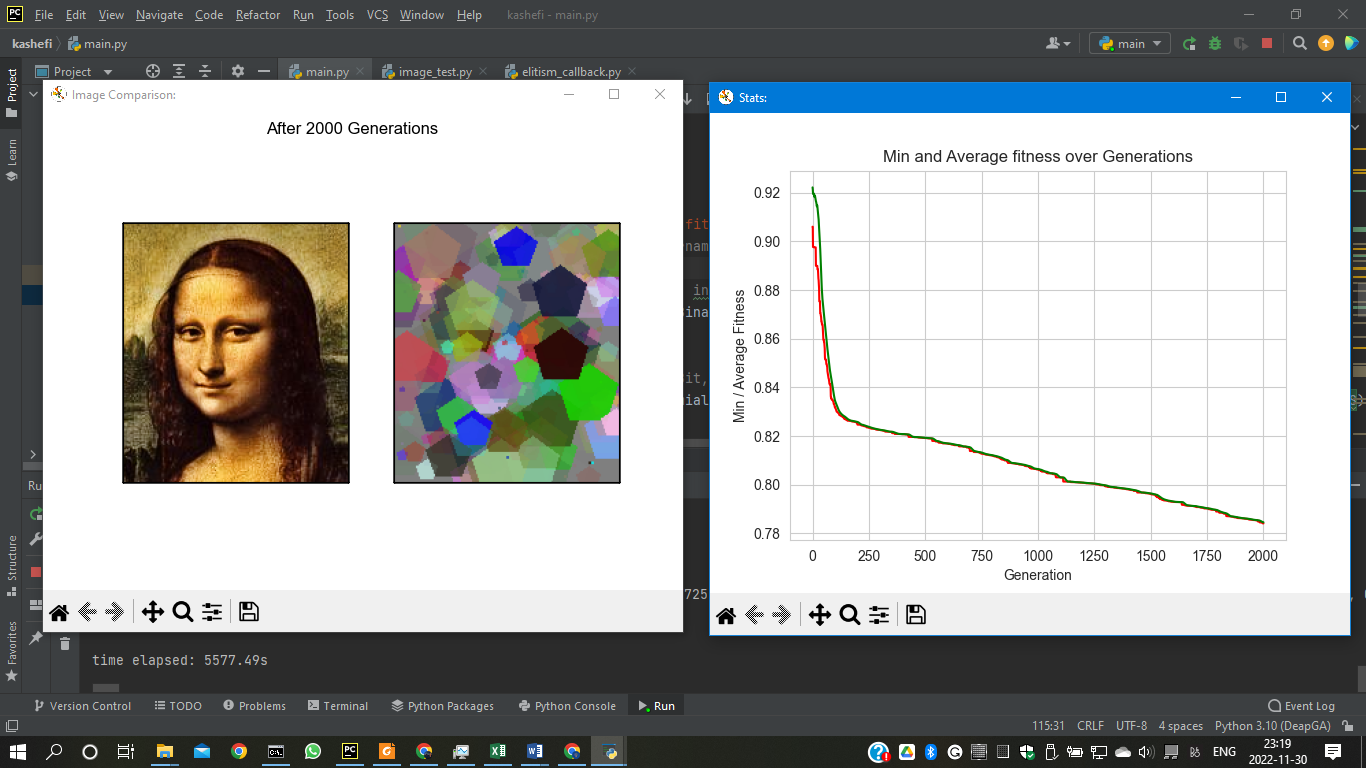 PC File Edit View Navigate Code Refactor Run Tools VCS Window Help kashefi - main.py
kashefi main.py main
Project main.py image_test.py elitism_callback.py
Project
Learn
Structure
Favorites
Image Comparison:
After 2000 Generations
Stats:
Min and Average fitness over Generations
Min / Average Fitness
0.92
0.90
0.88
0.86
0.84
0.82
0.80
0.78
0 250 500 750 1000 1250 1500 1750 2000
Generation
fit
nam
in
Bina
it,
nial
Ru
725
time elapsed: 5577.49s
Version Control TODO Problems Terminal Python Packages Python Console Run Event Log
115:31 CRLF UTF-8 4 spaces Python 3.10 (DeapGA)
PC ENG 23:19
2022-11-30